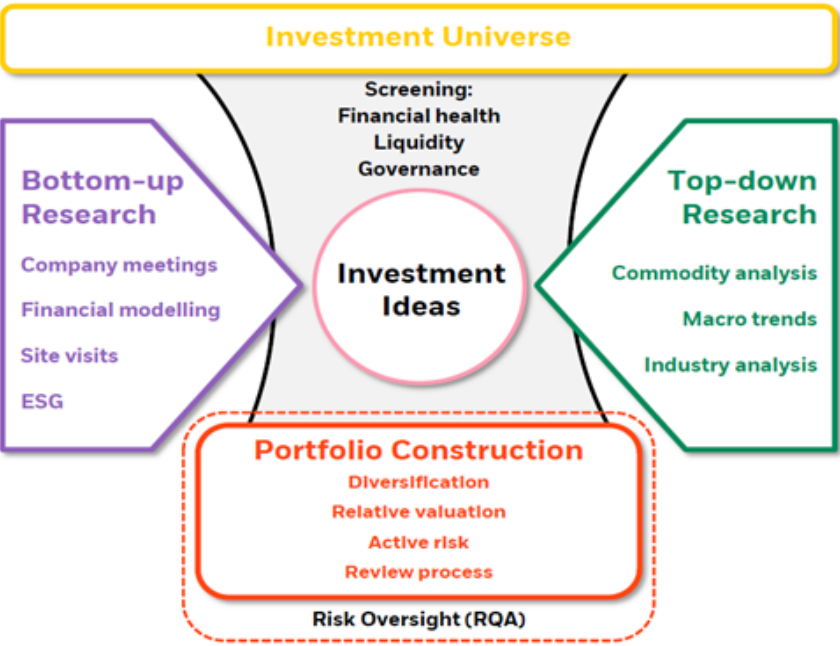 Investment Universe
Screening:
Financial health
Liquidity
Governance
Bottom-up
Research
Company meetings
Financial modelling
Site visits
ESG
Investment
Ideas
Top-down
Research
Commodity analysis
Macro trends
Industry analysis
Portfolio Construction
Diversification
Relative valuation
Active risk
Review process
Risk Oversight (RQA)